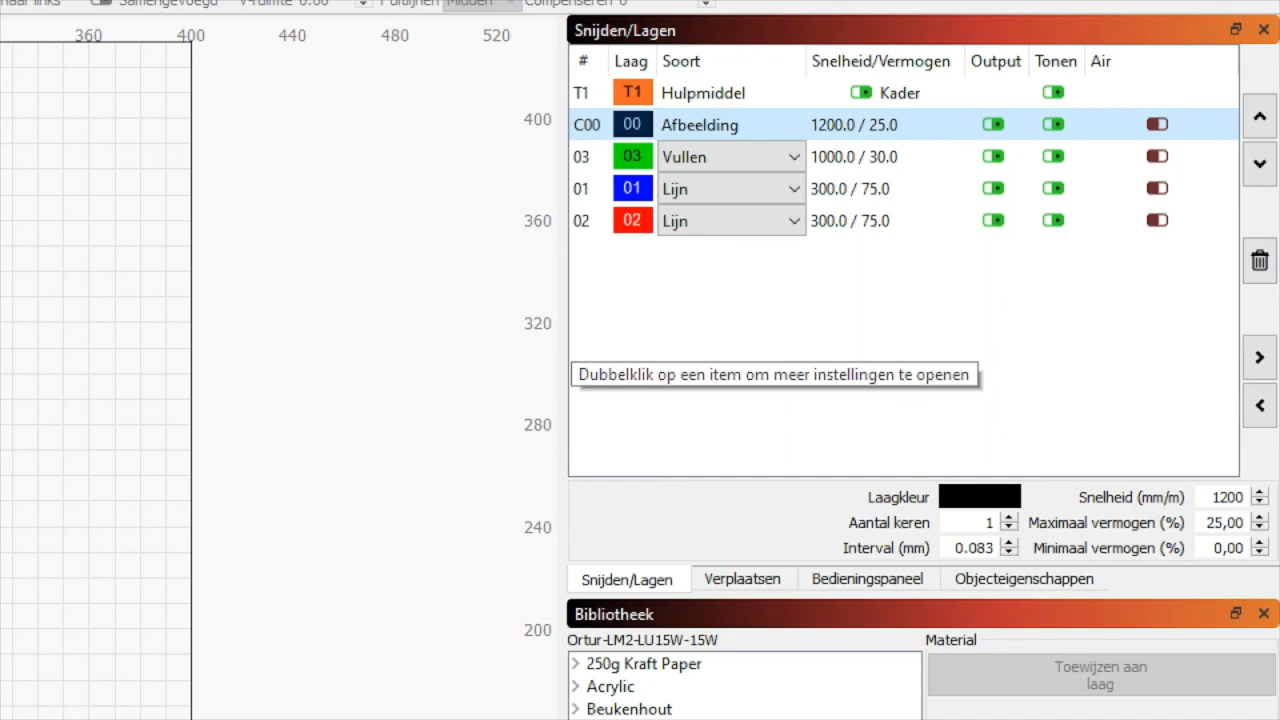 Samengevoegd
Midden
Compenseren 0
360 400 440 480 520
400
360
320
280
240
200
Snijden/Lagen
# Laag Soort Snelheid/Vermogen Output Tonen Air
T1 T1 Hulpmiddel Kader
C00 00 Afbeelding 1200.0 / 25.0
03 03 Vullen 1000.0 / 30.0
01 01 Lijn 300.0 / 75.0
02 02 Lijn 300.0 / 75.0
Dubbelklik op een item om meer instellingen te openen
Laagkleur Snelheid (mm/m) 1200
Aantal keren 1 Maximaal vermogen (%) 25,00
Interval (mm) 0.083 Minimaal vermogen (%) 0,00
Snijden/Lagen Verplaatsen Bedieningspaneel Objecteigenschappen
Bibliotheek
Ortur-LM2-LU15W-15W Material
250g Kraft Paper
Acrylic
Beukenhout
Toewijzen aan
laag